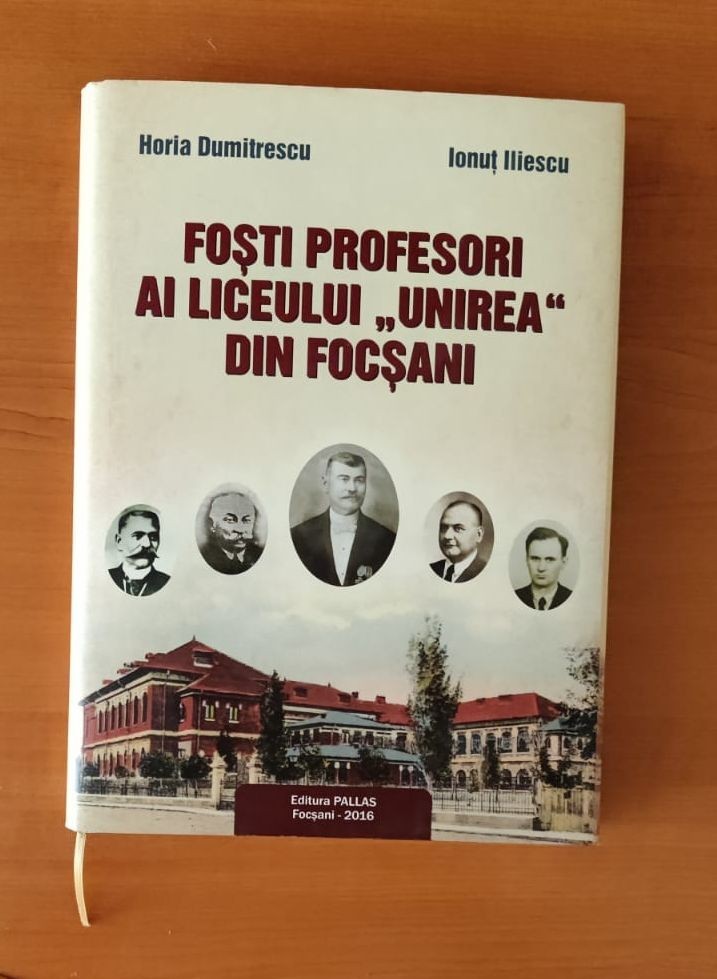 Horia Dumitrescu
Ionuț Iliescu
FOȘTI PROFESORI
AI LICEULUI „UNIREA“
DIN FOCȘANI
Editura PALLAS
Focșani - 2016